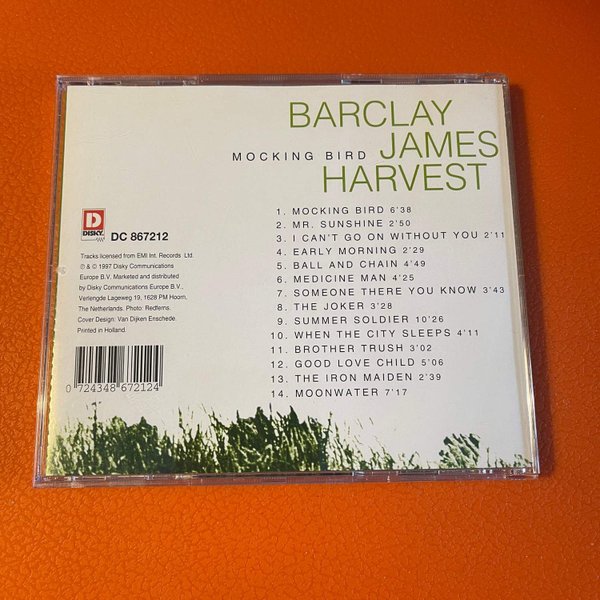 BARCLAY
MOCKING BIRD JAMES
HARVEST
1. MOCKING BIRD 6'38
2. MR. SUNSHINE 2'50
3. I CAN'T GO ON WITHOUT YOU 2'11
4. EARLY MORNING 2'29
5. BALL AND CHAIN 4'49
6. MEDICINE MAN 4'25
7. SOMEONE THERE YOU KNOW 3'43
8. THE JOKER 3'28
9. SUMMER SOLDIER 10'26
10. WHEN THE CITY SLEEPS 4'11
11. BROTHER TRUSH 3'02
12. GOOD LOVE CHILD 5'06
13. THE IRON MAIDEN 2'39
14. MOONWATER 7'17
D
DISKY
DC 867212
Tracks licensed from EMI Int. Records Ltd.
℗ & © 1997 Disky Communications
Europe B.V. Marketed and distributed
by Disky Communications Europe B.V.,
Verlengde Lageweg 19, 1628 PM Hoorn,
The Netherlands. Photo: Redferns.
Cover Design: Van Dijken Enschede.
Printed in Holland.
0 724348 672124